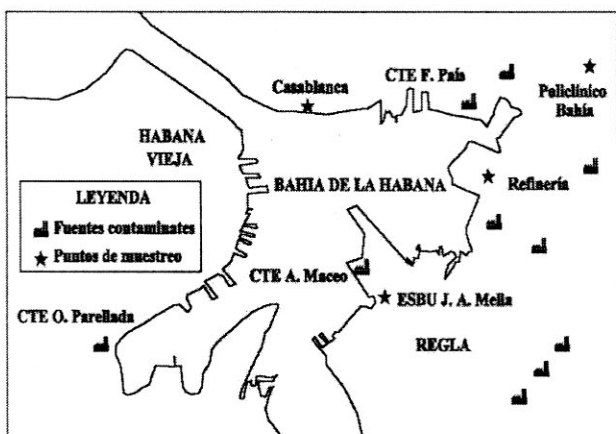 CTE F. País
Casablanca
Policlínico
Bahía
HABANA
VIEJA
BAHIA DE LA HABANA
Refinería
LEYENDA
Fuentes contaminates
Puntos de muestreo
CTE A. Maceo
ESBU J. A. Mella
CTE O. Parellada
REGLA